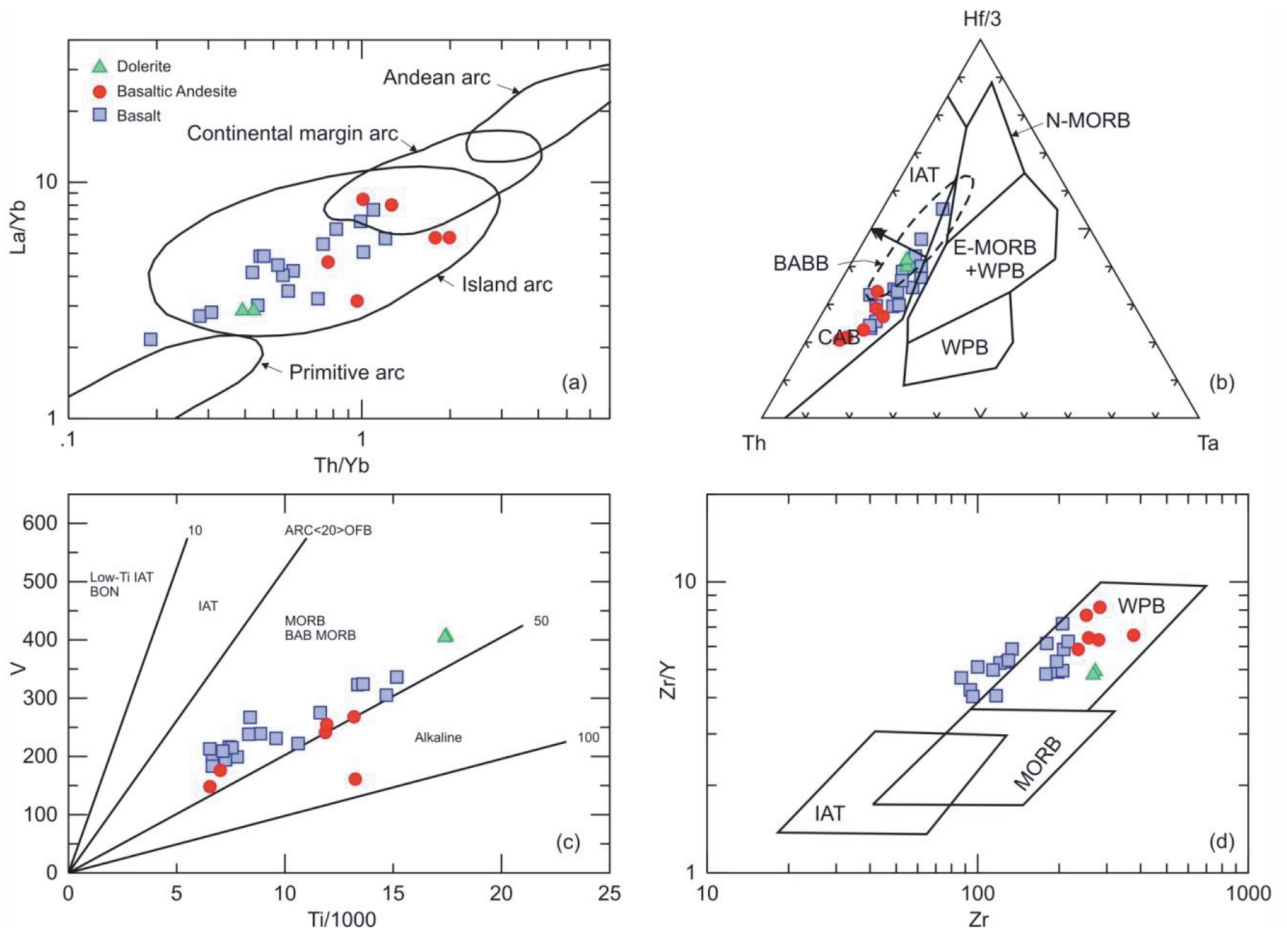 Dolerite
Basaltic Andesite
Basalt
Andean arc
Continental margin arc
Island arc
Primitive arc
(a)
La/Yb
10
1
.1
1
Th/Yb
Hf/3
N-MORB
IAT
BABB
E-MORB
+WPB
CAB
WPB
(b)
Th
Ta
600
500
400
300
200
100
0
V
10
ARC<20>OFB
Low-Ti IAT
BON
IAT
MORB
BAB MORB
50
Alkaline
100
(c)
0
5
10
15
20
25
Ti/1000
10
1
Zr/Y
WPB
MORB
IAT
(d)
10
100
1000
Zr